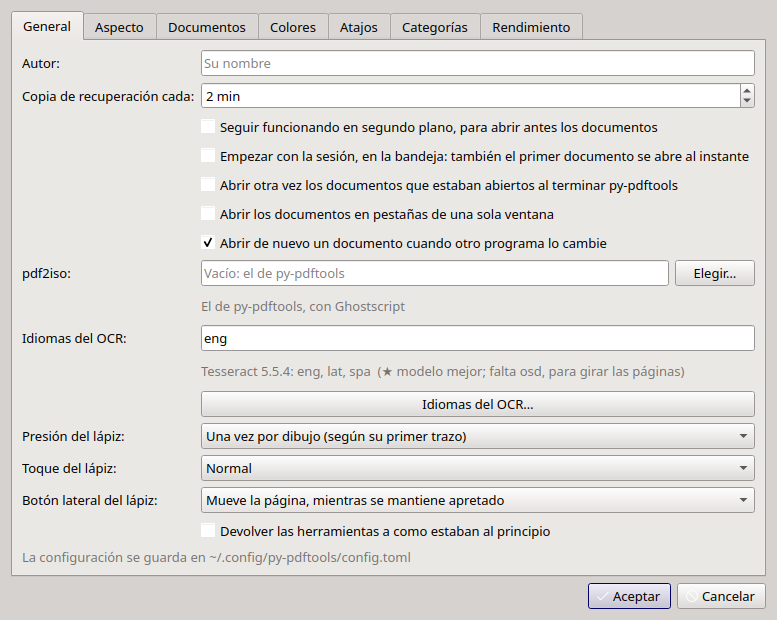 General Aspecto Documentos Colores Atajos Categorías Rendimiento
Autor: Su nombre
Copia de recuperación cada: 2 min
Seguir funcionando en segundo plano, para abrir antes los documentos
Empezar con la sesión, en la bandeja: también el primer documento se abre al instante
Abrir otra vez los documentos que estaban abiertos al terminar py-pdftools
Abrir los documentos en pestañas de una sola ventana
Abrir de nuevo un documento cuando otro programa lo cambie
pdf2iso: Vacío: el de py-pdftools Elegir...
El de py-pdftools, con Ghostscript
Idiomas del OCR: eng
Tesseract 5.5.4: eng, lat, spa (★ modelo mejor; falta osd, para girar las páginas)
Idiomas del OCR...
Presión del lápiz: Una vez por dibujo (según su primer trazo)
Toque del lápiz: Normal
Botón lateral del lápiz: Mueve la página, mientras se mantiene apretado
Devolver las herramientas a como estaban al principio
La configuración se guarda en ~/.config/py-pdftools/config.toml
Aceptar Cancelar